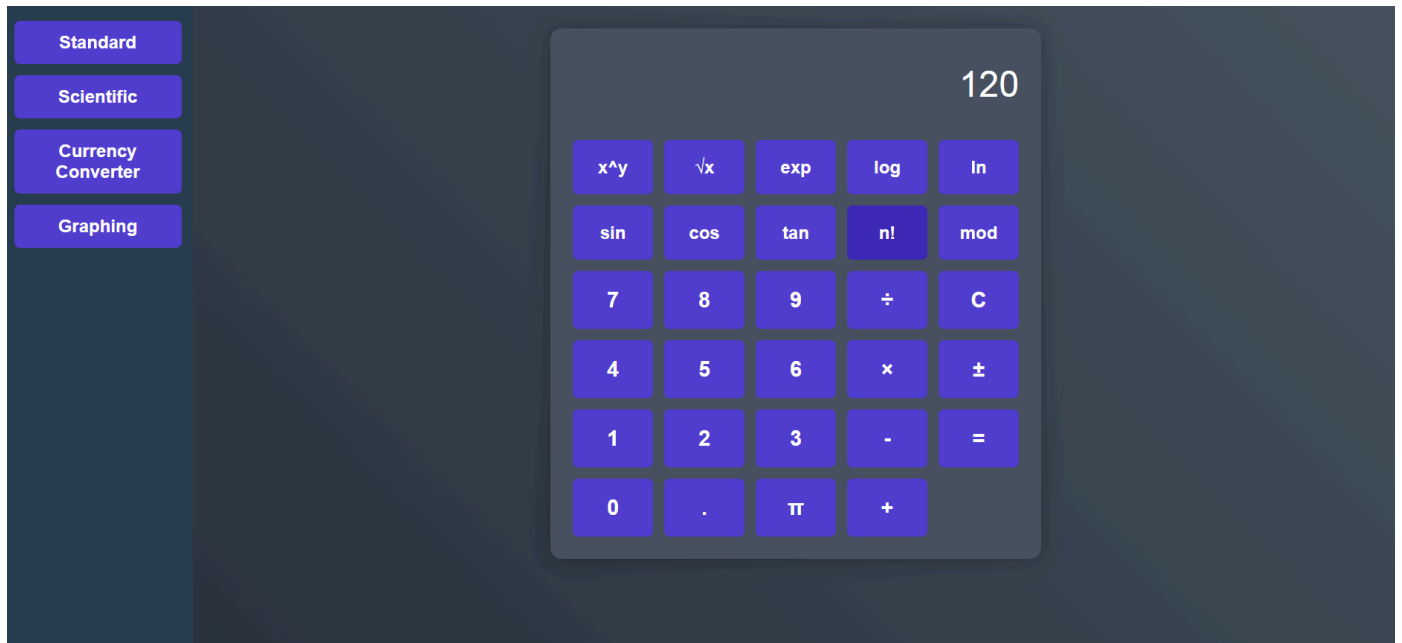 Standard
Scientific
Currency
Converter
Graphing
120
x^y √x exp log ln
sin cos tan n! mod
7 8 9 ÷ C
4 5 6 × ±
1 2 3 - =
0 . π +